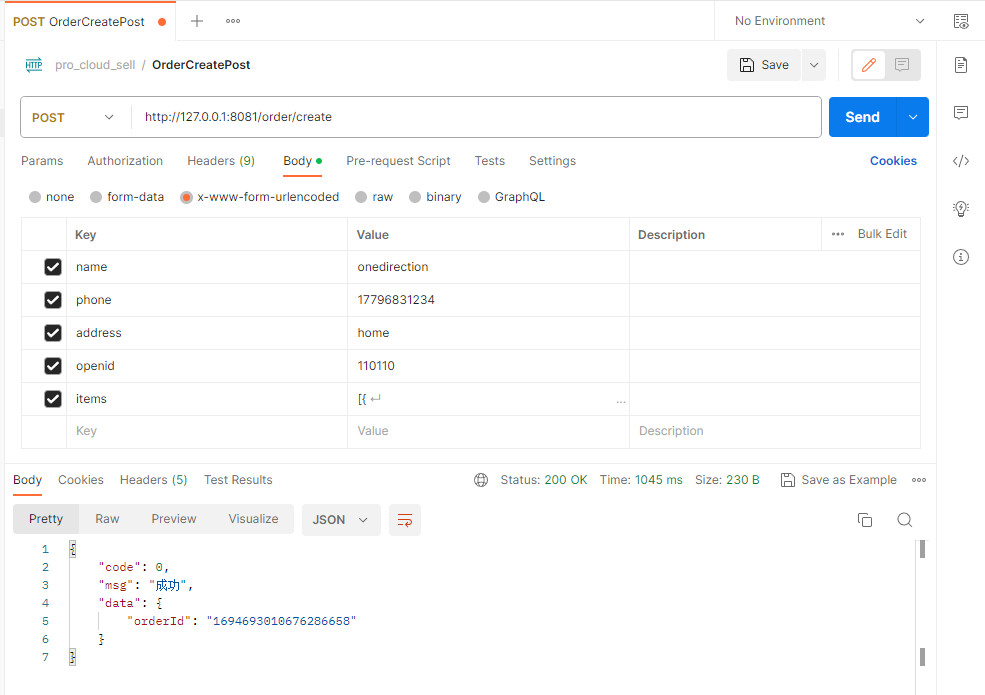 POST OrderCreatePost
No Environment
HTTP pro_cloud_sell / OrderCreatePost
Save
POST http://127.0.0.1:8081/order/create
Send
Params Authorization Headers (9) Body Pre-request Script Tests Settings Cookies
none form-data x-www-form-urlencoded raw binary GraphQL
Key Value Description Bulk Edit
name onedirection
phone 17796831234
address home
openid 110110
items [{ ↵ ...
Key Value Description
Body Cookies Headers (5) Test Results Status: 200 OK Time: 1045 ms Size: 230 B Save as Example
Pretty Raw Preview Visualize JSON
1 {
2 "code": 0,
3 "msg": "成功",
4 "data": {
5 "orderId": "1694693010676286658"
6 }
7 }